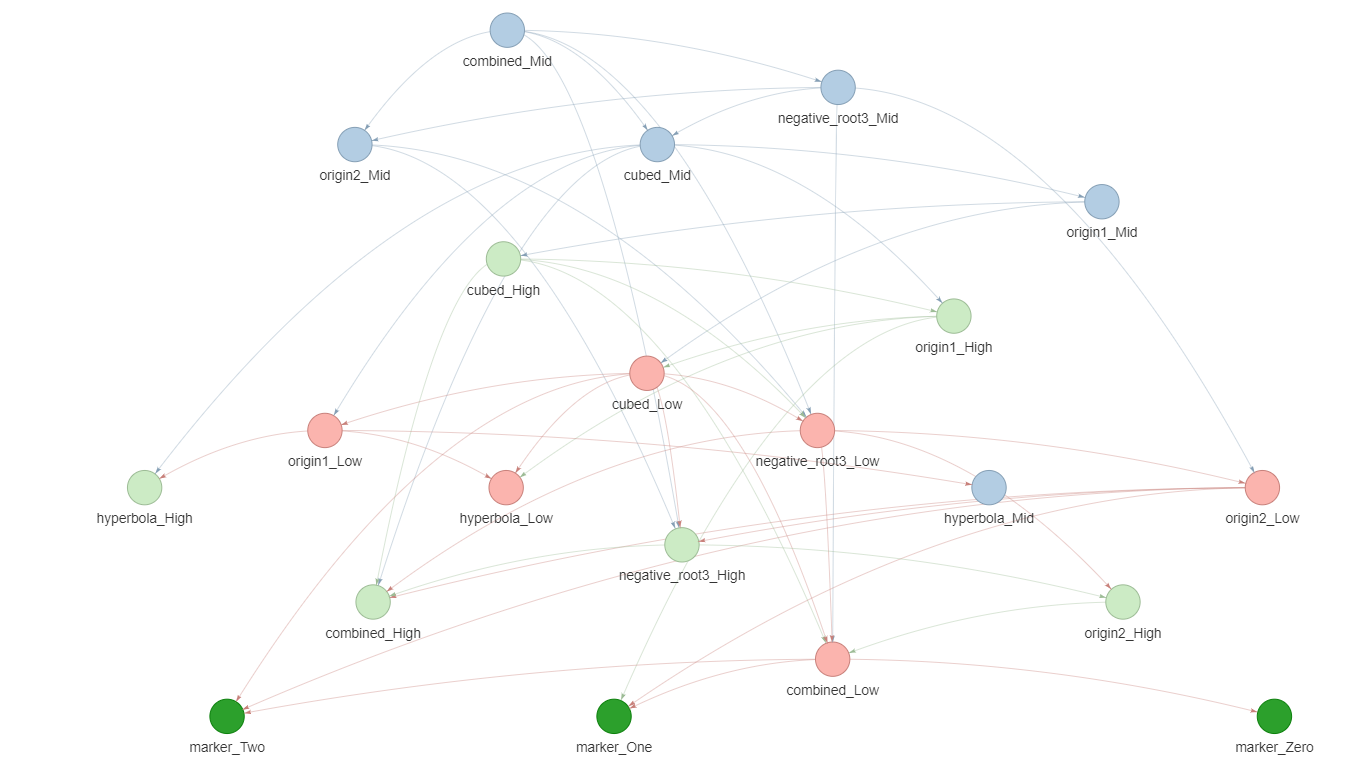 combined_Mid
negative_root3_Mid
origin2_Mid
cubed_Mid
origin1_Mid
cubed_High
origin1_High
cubed_Low
origin1_Low
negative_root3_Low
hyperbola_High
hyperbola_Low
hyperbola_Mid
origin2_Low
negative_root3_High
combined_High
origin2_High
combined_Low
marker_Two
marker_One
marker_Zero